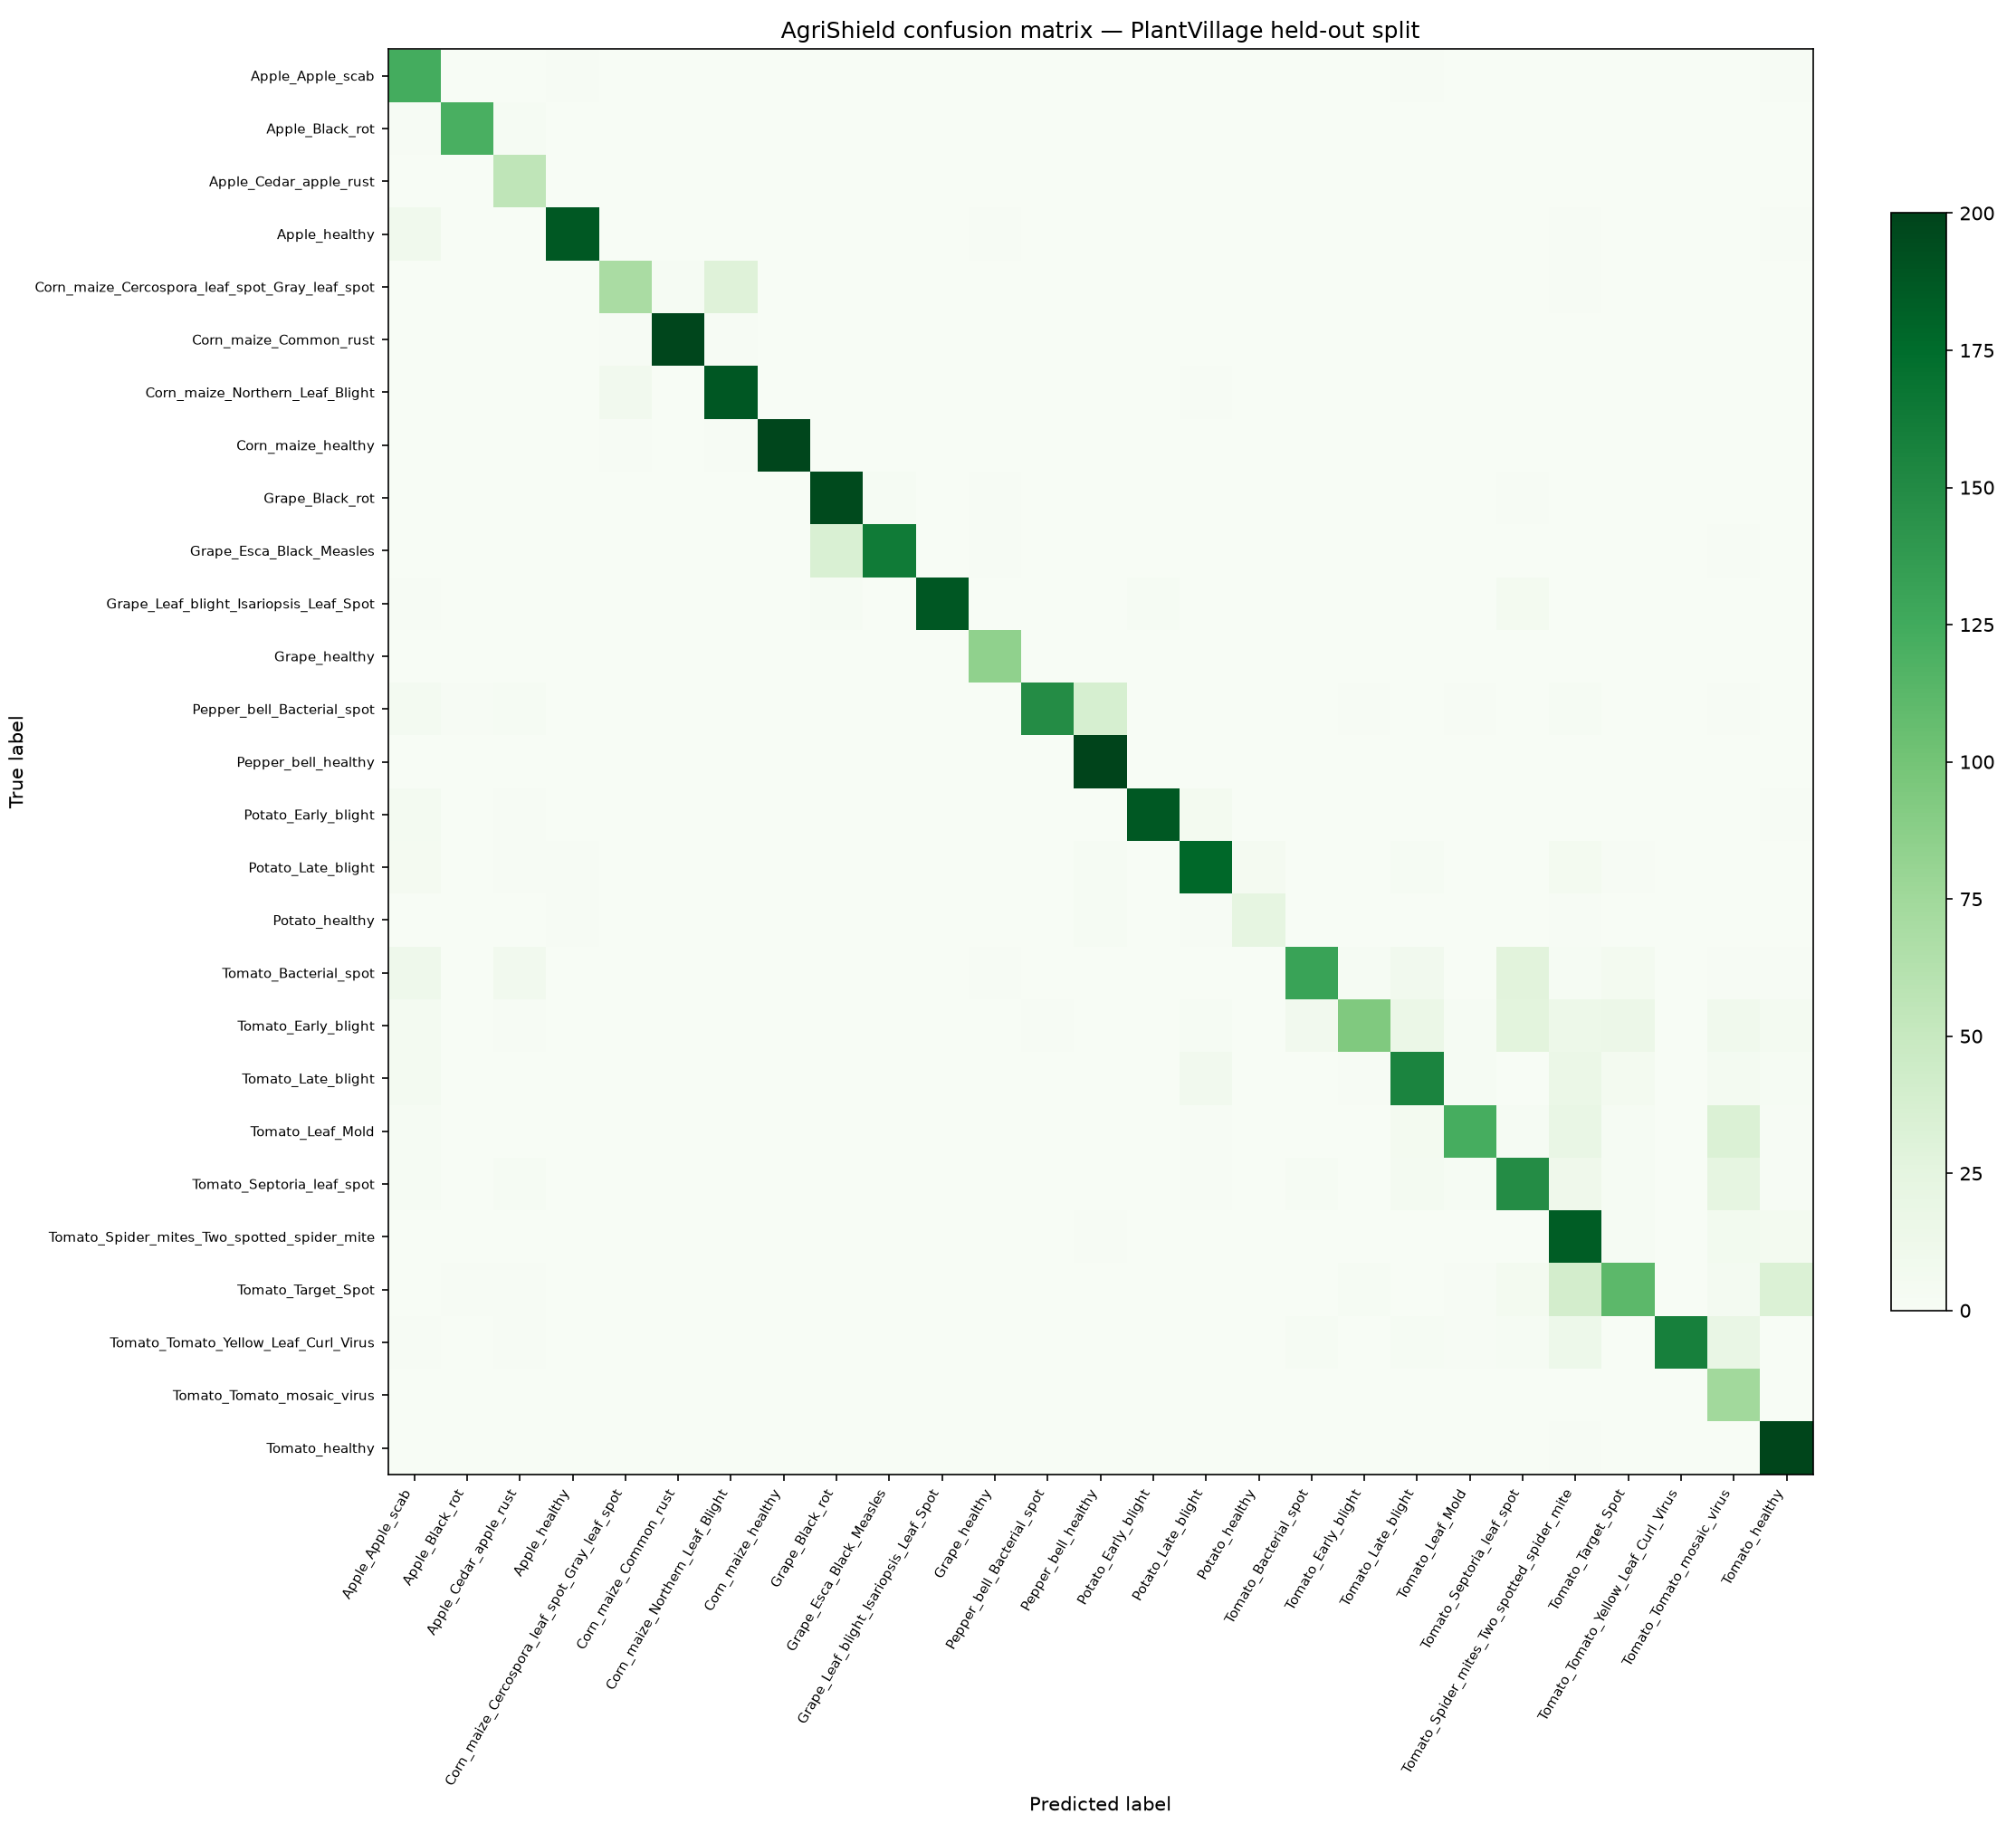 AgriShield confusion matrix — PlantVillage held-out split
True label
Apple_Apple_scab
Apple_Black_rot
Apple_Cedar_apple_rust
Apple_healthy
Corn_maize_Cercospora_leaf_spot_Gray_leaf_spot
Corn_maize_Common_rust
Corn_maize_Northern_Leaf_Blight
Corn_maize_healthy
Grape_Black_rot
Grape_Esca_Black_Measles
Grape_Leaf_blight_Isariopsis_Leaf_Spot
Grape_healthy
Pepper_bell_Bacterial_spot
Pepper_bell_healthy
Potato_Early_blight
Potato_Late_blight
Potato_healthy
Tomato_Bacterial_spot
Tomato_Early_blight
Tomato_Late_blight
Tomato_Leaf_Mold
Tomato_Septoria_leaf_spot
Tomato_Spider_mites_Two_spotted_spider_mite
Tomato_Target_Spot
Tomato_Tomato_Yellow_Leaf_Curl_Virus
Tomato_Tomato_mosaic_virus
Tomato_healthy
Apple_Apple_scab
Apple_Black_rot
Apple_Cedar_apple_rust
Apple_healthy
Corn_maize_Cercospora_leaf_spot_Gray_leaf_spot
Corn_maize_Common_rust
Corn_maize_Northern_Leaf_Blight
Corn_maize_healthy
Grape_Black_rot
Grape_Esca_Black_Measles
Grape_Leaf_blight_Isariopsis_Leaf_Spot
Grape_healthy
Pepper_bell_Bacterial_spot
Pepper_bell_healthy
Potato_Early_blight
Potato_Late_blight
Potato_healthy
Tomato_Bacterial_spot
Tomato_Early_blight
Tomato_Late_blight
Tomato_Leaf_Mold
Tomato_Septoria_leaf_spot
Tomato_Spider_mites_Two_spotted_spider_mite
Tomato_Target_Spot
Tomato_Tomato_Yellow_Leaf_Curl_Virus
Tomato_Tomato_mosaic_virus
Tomato_healthy
Predicted label
200
175
150
125
100
75
50
25
0